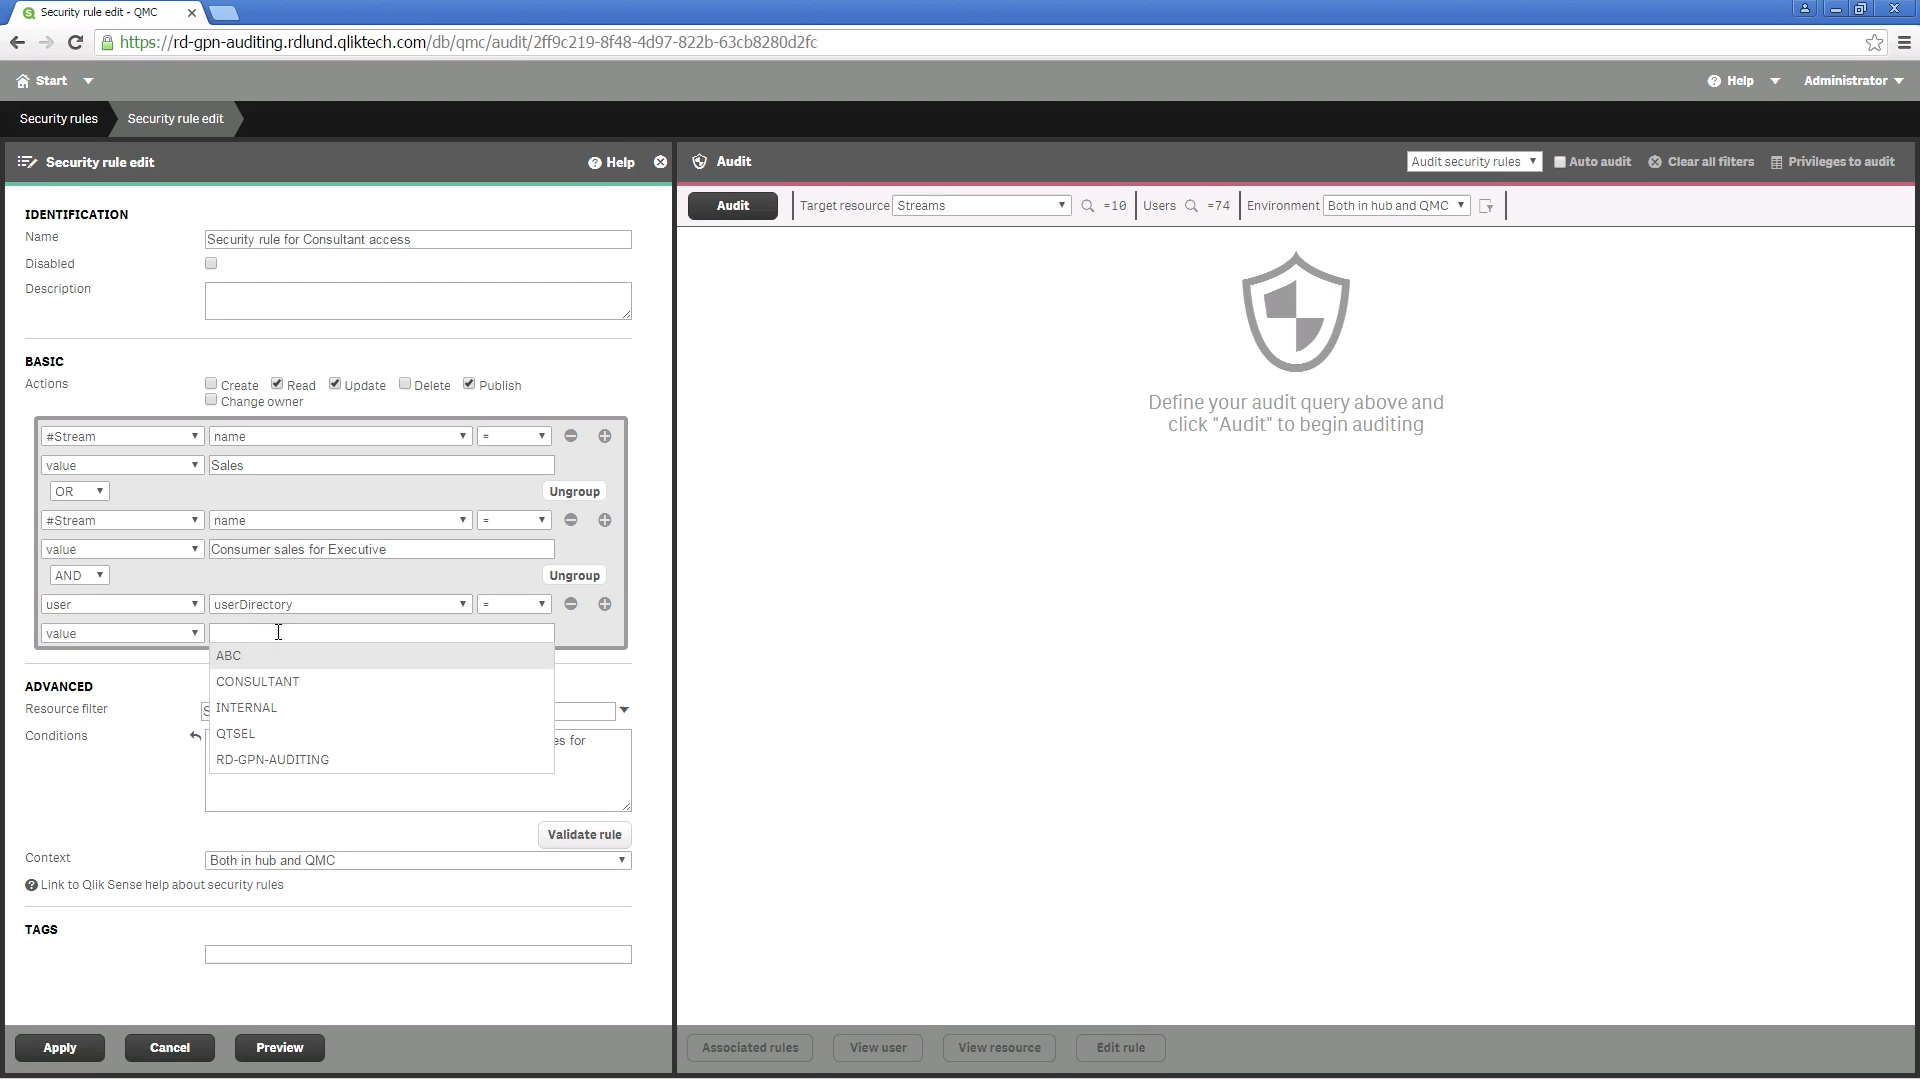 Security rule edit - QMC
https://rd-gpn-auditing.rdlund.qliktech.com/db/qmc/audit/2ff9c219-8f48-4d97-822b-63cb8280d2fc
Start
Help
Administrator
Security rules
Security rule edit
Security rule edit
Help
Audit
Audit security rules
Auto audit
Clear all filters
Privileges to audit
Audit
Target resource
Streams
=10
Users
=74
Environment
Both in hub and QMC
IDENTIFICATION
Name
Security rule for Consultant access
Disabled
Description
BASIC
Actions
Create
Read
Update
Delete
Publish
Change owner
#Stream
name
=
value
Sales
OR
Ungroup
#Stream
name
=
value
Consumer sales for Executive
AND
Ungroup
user
userDirectory
=
value
ABC
CONSULTANT
INTERNAL
QTSEL
RD-GPN-AUDITING
ADVANCED
Resource filter
Conditions
for
Validate rule
Context
Both in hub and QMC
Link to Qlik Sense help about security rules
TAGS
Apply
Cancel
Preview
Define your audit query above and
click "Audit" to begin auditing
Associated rules
View user
View resource
Edit rule